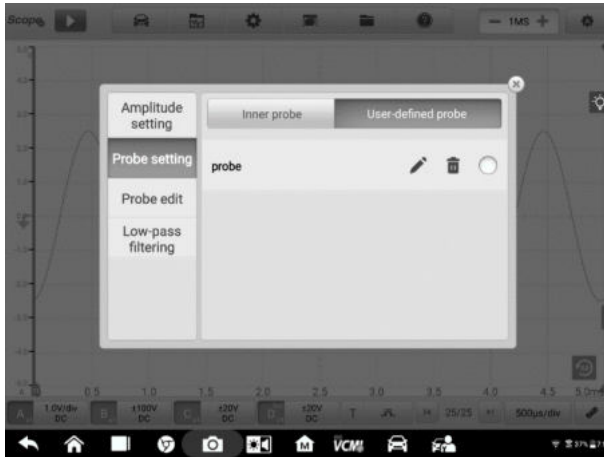 Scope
1MS
Amplitude
setting
Probe setting
Probe edit
Low-pass
filtering
Inner probe
User-defined probe
probe
0.5
1.0
1.5
2.0
2.5
3.0
3.5
4.0
4.5
A
1.0V/div
DC
B
±100V
DC
C
±20V
DC
D
±20V
DC
T
25/25
500μs/div
VCMI